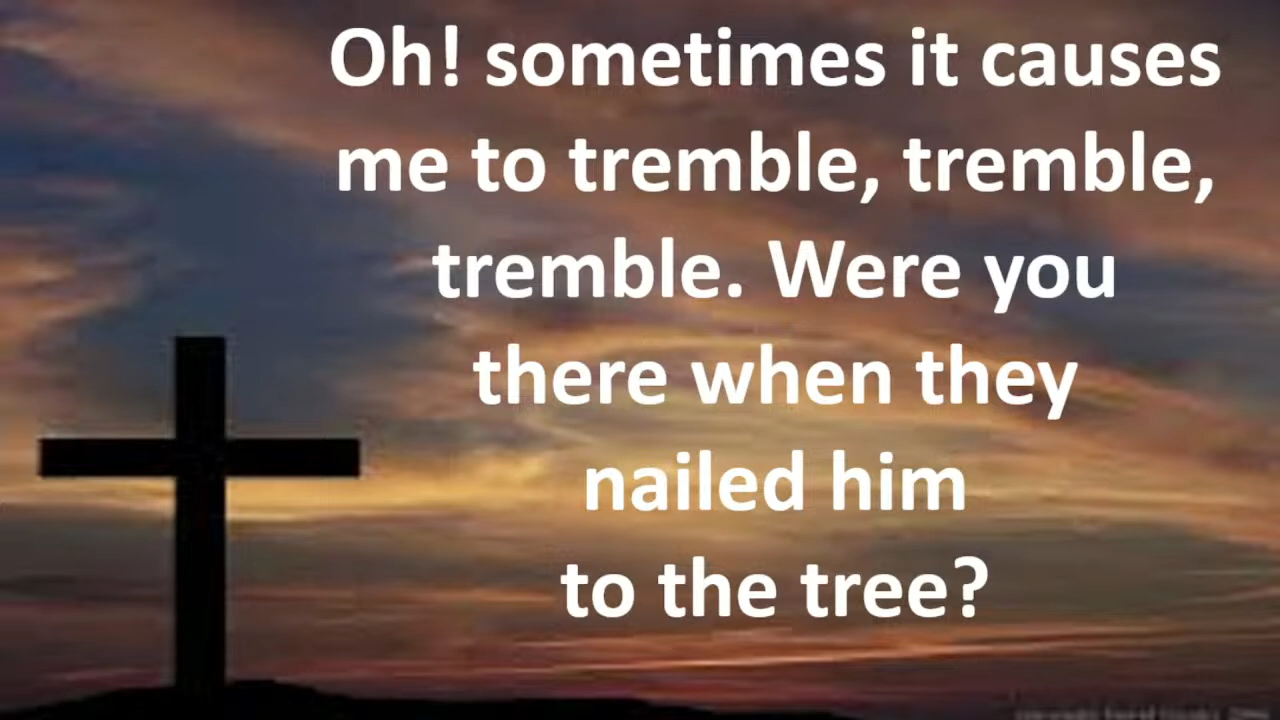 Oh! sometimes it causes
me to tremble, tremble,
tremble. Were you
there when they
nailed him
to the tree?